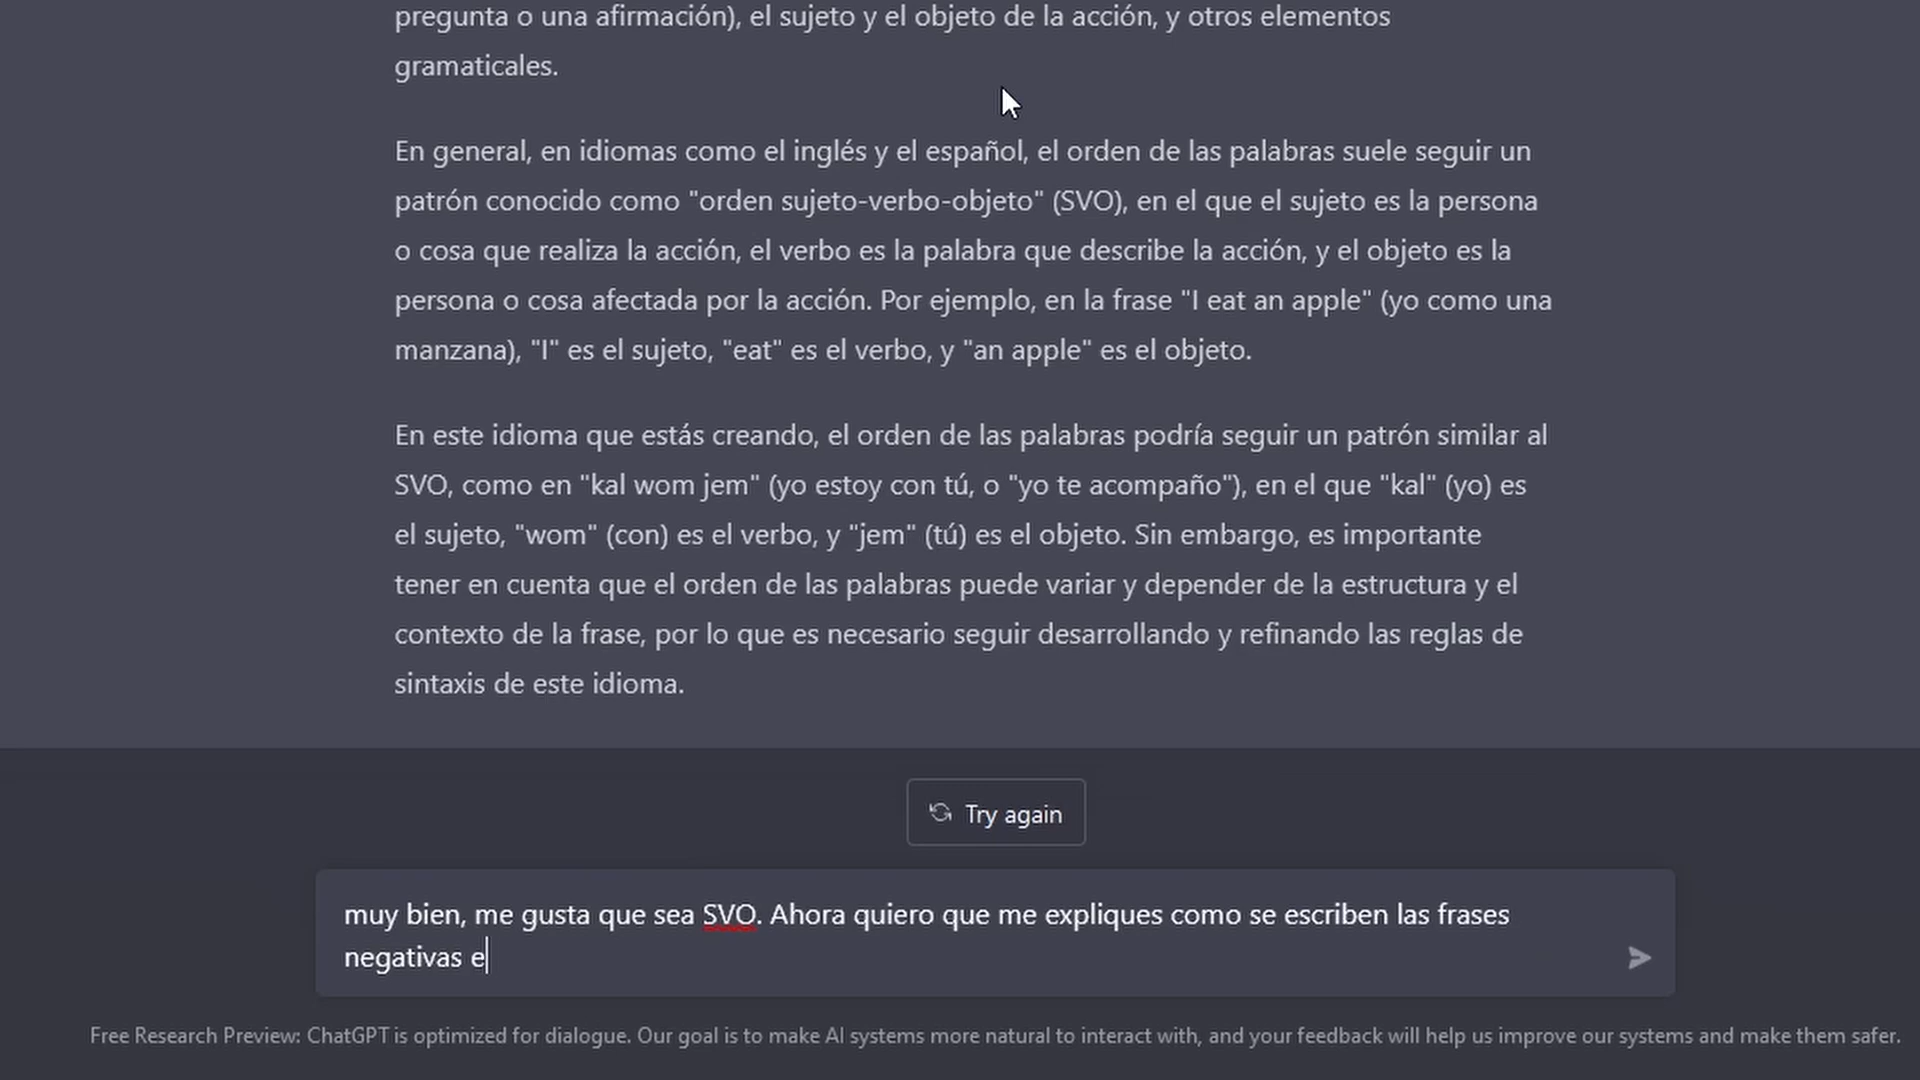 pregunta o una afirmación), el sujeto y el objeto de la acción, y otros elementos
gramaticales.
En general, en idiomas como el inglés y el español, el orden de las palabras suele seguir un
patrón conocido como "orden sujeto-verbo-objeto" (SVO), en el que el sujeto es la persona
o cosa que realiza la acción, el verbo es la palabra que describe la acción, y el objeto es la
persona o cosa afectada por la acción. Por ejemplo, en la frase "I eat an apple" (yo como una
manzana), "I" es el sujeto, "eat" es el verbo, y "an apple" es el objeto.
En este idioma que estás creando, el orden de las palabras podría seguir un patrón similar al
SVO, como en "kal wom jem" (yo estoy con tú, o "yo te acompaño"), en el que "kal" (yo) es
el sujeto, "wom" (con) es el verbo, y "jem" (tú) es el objeto. Sin embargo, es importante
tener en cuenta que el orden de las palabras puede variar y depender de la estructura y el
contexto de la frase, por lo que es necesario seguir desarrollando y refinando las reglas de
sintaxis de este idioma.
Try again
muy bien, me gusta que sea SVO. Ahora quiero que me expliques como se escriben las frases
negativas e
Free Research Preview: ChatGPT is optimized for dialogue. Our goal is to make AI systems more natural to interact with, and your feedback will help us improve our systems and make them safer.